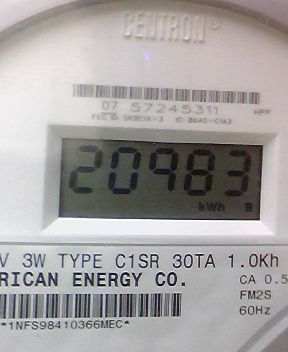 CENTRON®
07 57245311
20983
kWh
V 3W TYPE C1SR 30TA 1.0Kh
RICAN ENERGY CO.
CA 0.5
FM2S
60Hz
*1NFS98410366MEC*